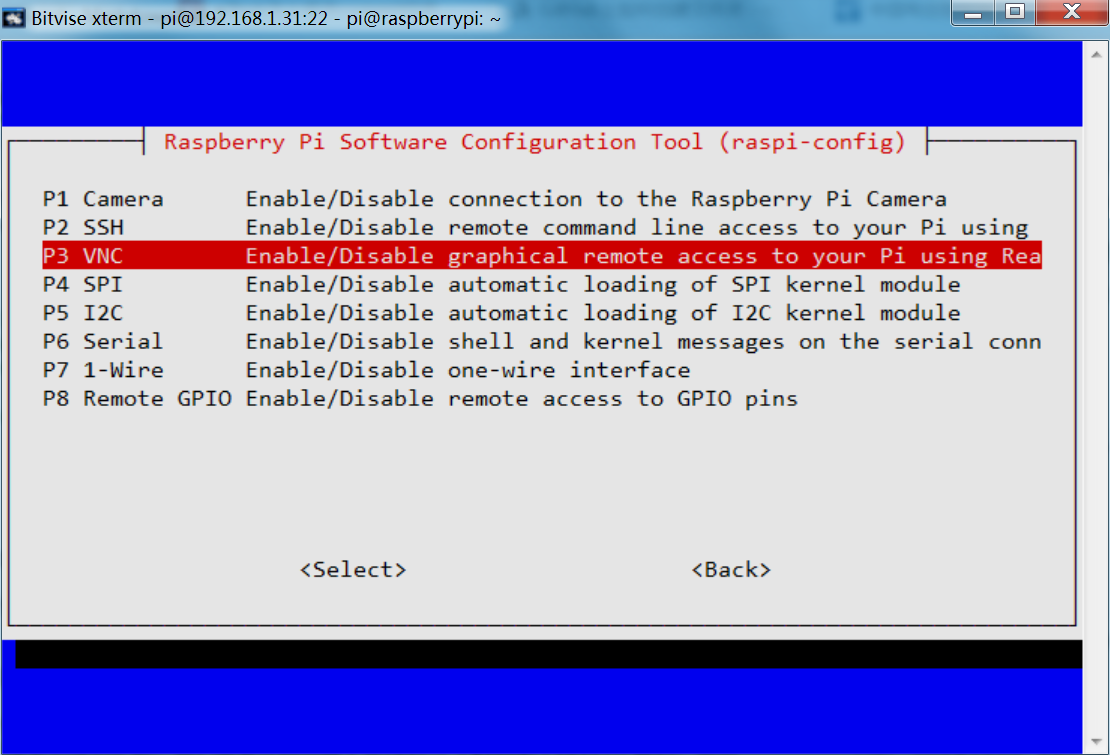 Bitvise xterm - pi@192.168.1.31:22 - pi@raspberrypi: ~
Raspberry Pi Software Configuration Tool (raspi-config)
P1 Camera Enable/Disable connection to the Raspberry Pi Camera
P2 SSH Enable/Disable remote command line access to your Pi using
P3 VNC Enable/Disable graphical remote access to your Pi using Rea
P4 SPI Enable/Disable automatic loading of SPI kernel module
P5 I2C Enable/Disable automatic loading of I2C kernel module
P6 Serial Enable/Disable shell and kernel messages on the serial conn
P7 1-Wire Enable/Disable one-wire interface
P8 Remote GPIO Enable/Disable remote access to GPIO pins
<Select> <Back>